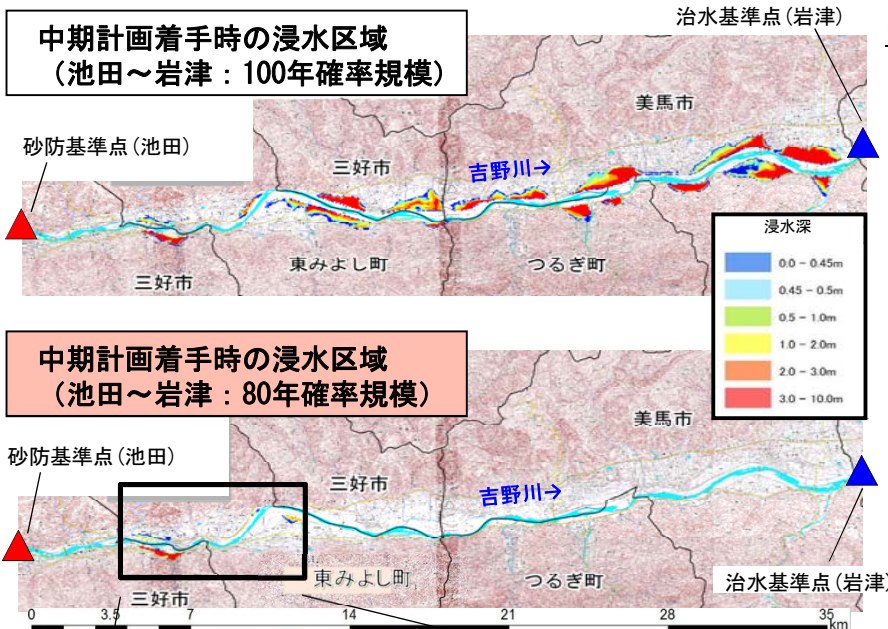 中期計画着手時の浸水区域
（池田～岩津：100年確率規模）
治水基準点(岩津)
美馬市
砂防基準点(池田)
三好市
吉野川→
東みよし町
つるぎ町
三好市
浸水深
0.0 - 0.45m
0.45 - 0.5m
0.5 - 1.0m
1.0 - 2.0m
2.0 - 3.0m
3.0 - 10.0m
中期計画着手時の浸水区域
（池田～岩津：80年確率規模）
美馬市
砂防基準点(池田)
三好市
吉野川→
東みよし町
つるぎ町
治水基準点(岩津)
三好市
0 3.5 7 14 21 28 35
km